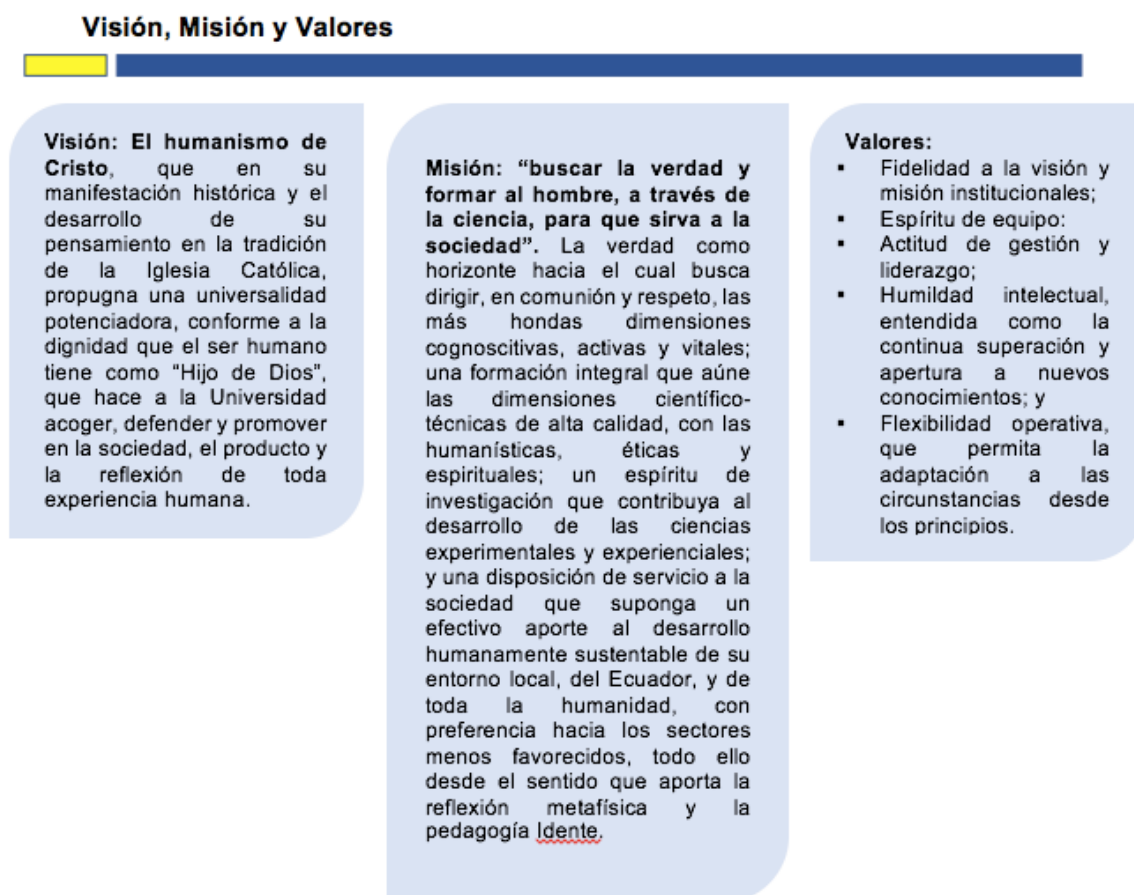 Visión, Misión y Valores
Visión: El humanismo de
Cristo, que en su
manifestación histórica y el
desarrollo de su
pensamiento en la tradición
de la Iglesia Católica,
propugna una universalidad
potenciadora, conforme a la
dignidad que el ser humano
tiene como “Hijo de Dios”,
que hace a la Universidad
acoger, defender y promover
en la sociedad, el producto y
la reflexión de toda
experiencia humana.
Misión: “buscar la verdad y
formar al hombre, a través de
la ciencia, para que sirva a la
sociedad”. La verdad como
horizonte hacia el cual busca
dirigir, en comunión y respeto, las
más hondas dimensiones
cognoscitivas, activas y vitales;
una formación integral que aúne
las dimensiones científico-
técnicas de alta calidad, con las
humanísticas, éticas y
espirituales; un espíritu de
investigación que contribuya al
desarrollo de las ciencias
experimentales y experienciales;
y una disposición de servicio a la
sociedad que suponga un
efectivo aporte al desarrollo
humanamente sustentable de su
entorno local, del Ecuador, y de
toda la humanidad, con
preferencia hacia los sectores
menos favorecidos, todo ello
desde el sentido que aporta la
reflexión metafísica y la
pedagogía Idente.
Valores:
▪ Fidelidad a la visión y
misión institucionales;
▪ Espíritu de equipo:
▪ Actitud de gestión y
liderazgo;
▪ Humildad intelectual,
entendida como la
continua superación y
apertura a nuevos
conocimientos; y
▪ Flexibilidad operativa,
que permita la
adaptación a las
circunstancias desde
los principios.